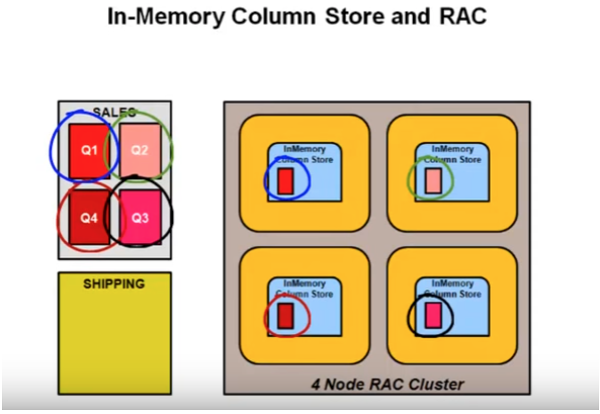 In-Memory Column Store and RAC
SALES
Q1 Q2
Q4 Q3
SHIPPING
InMemory
Column Store
InMemory
Column Store
InMemory
Column Store
InMemory
Column Store
4 Node RAC Cluster